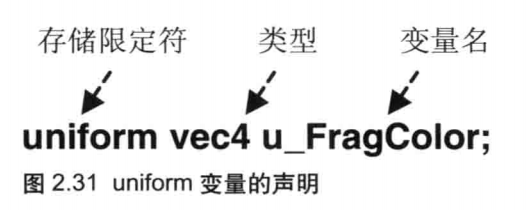 存储限定符 类型 变量名
uniform vec4 u_FragColor;
图 2.31 uniform 变量的声明